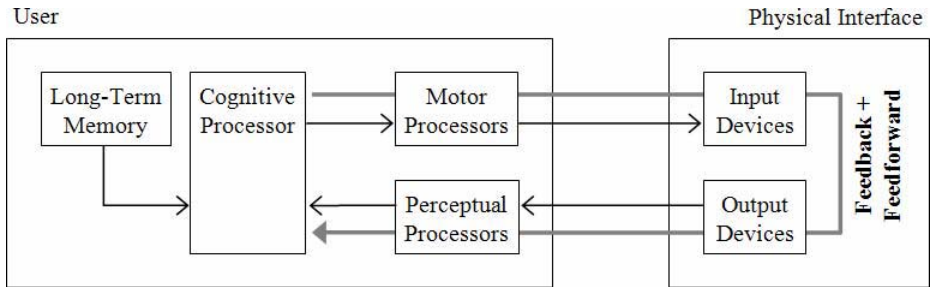 User
Physical Interface
Long-Term
Memory
Cognitive
Processor
Motor
Processors
Input
Devices
Perceptual
Processors
Output
Devices
Feedback +
Feedforward